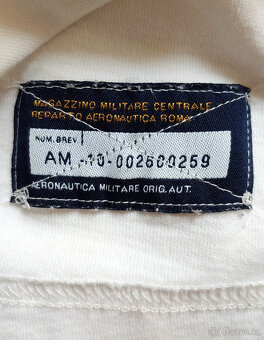 MAGAZZINO MILITARE CENTRALE
REPARTO AERONAUTICA ROMA
NUM. BREV.
AM -10-002600259
AERONAUTICA MILITARE ORIG. AUT.